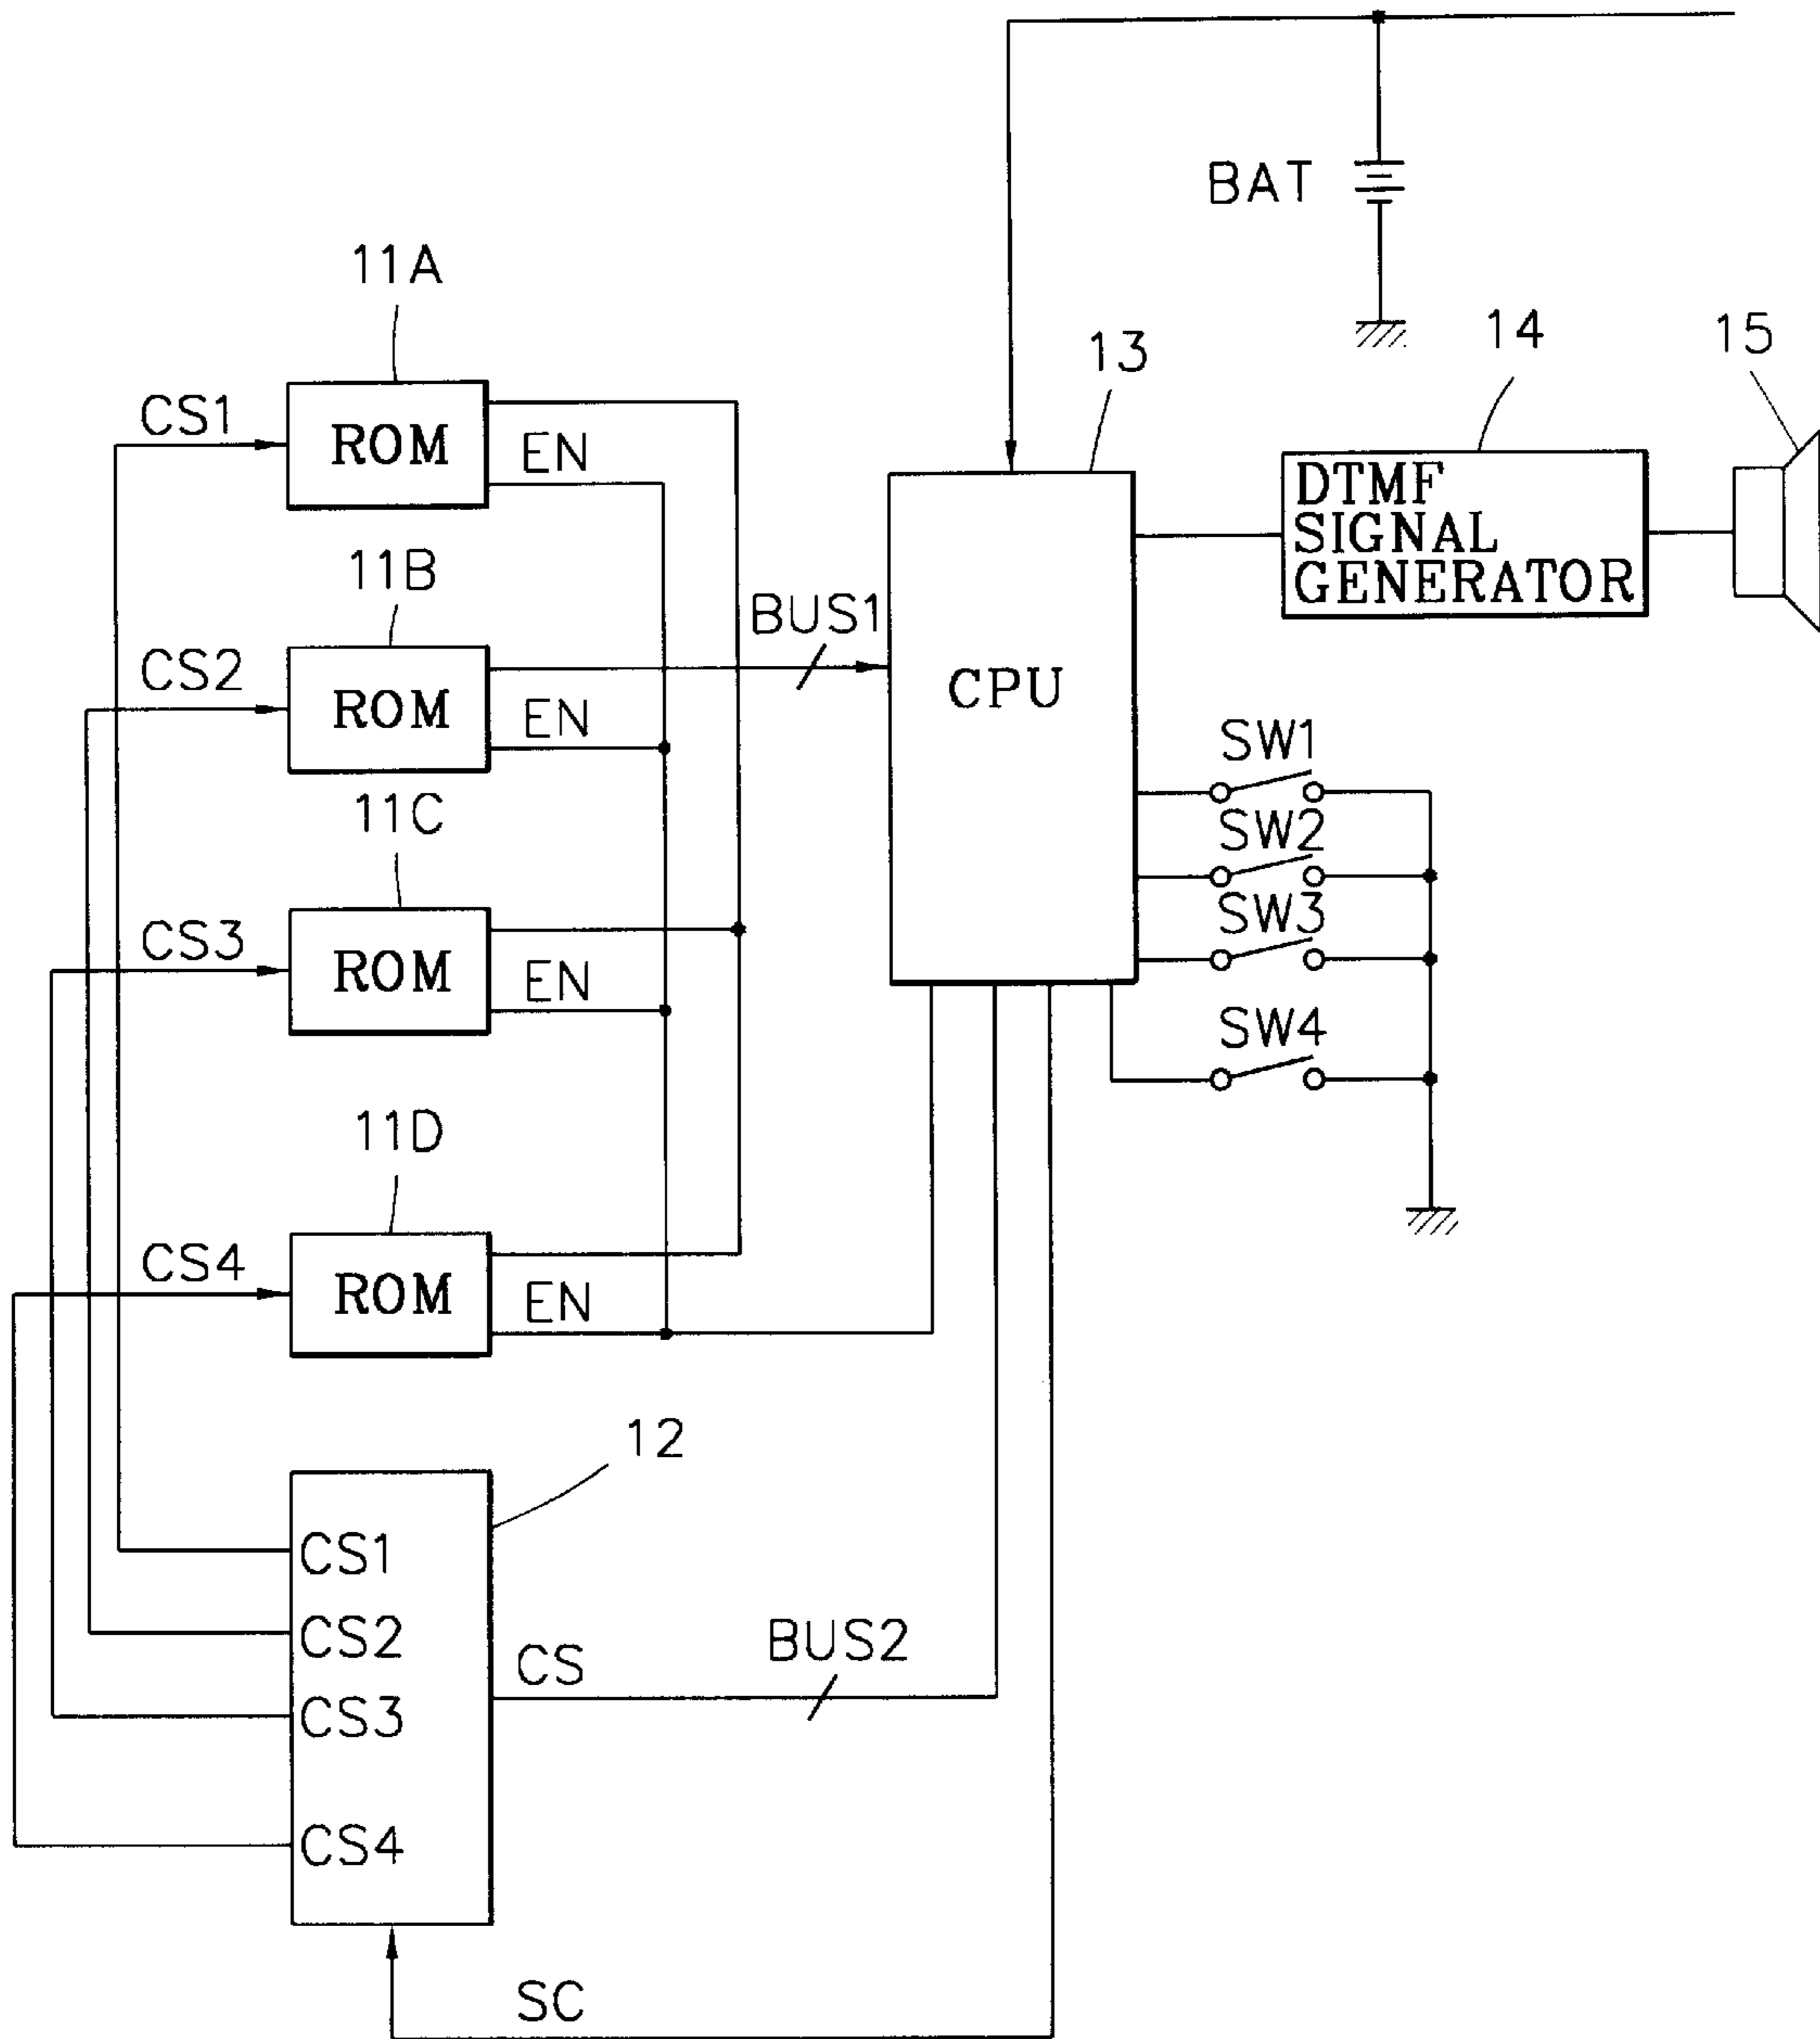 BAT
11A
13
14
15
CS1
ROM
EN
DTMF
SIGNAL
GENERATOR
11B
BUS1
CS2
ROM
EN
CPU
SW1
11C
SW2
SW3
CS3
ROM
EN
SW4
11D
CS4
ROM
EN
12
CS1
CS2
CS
BUS2
CS3
CS4
SC